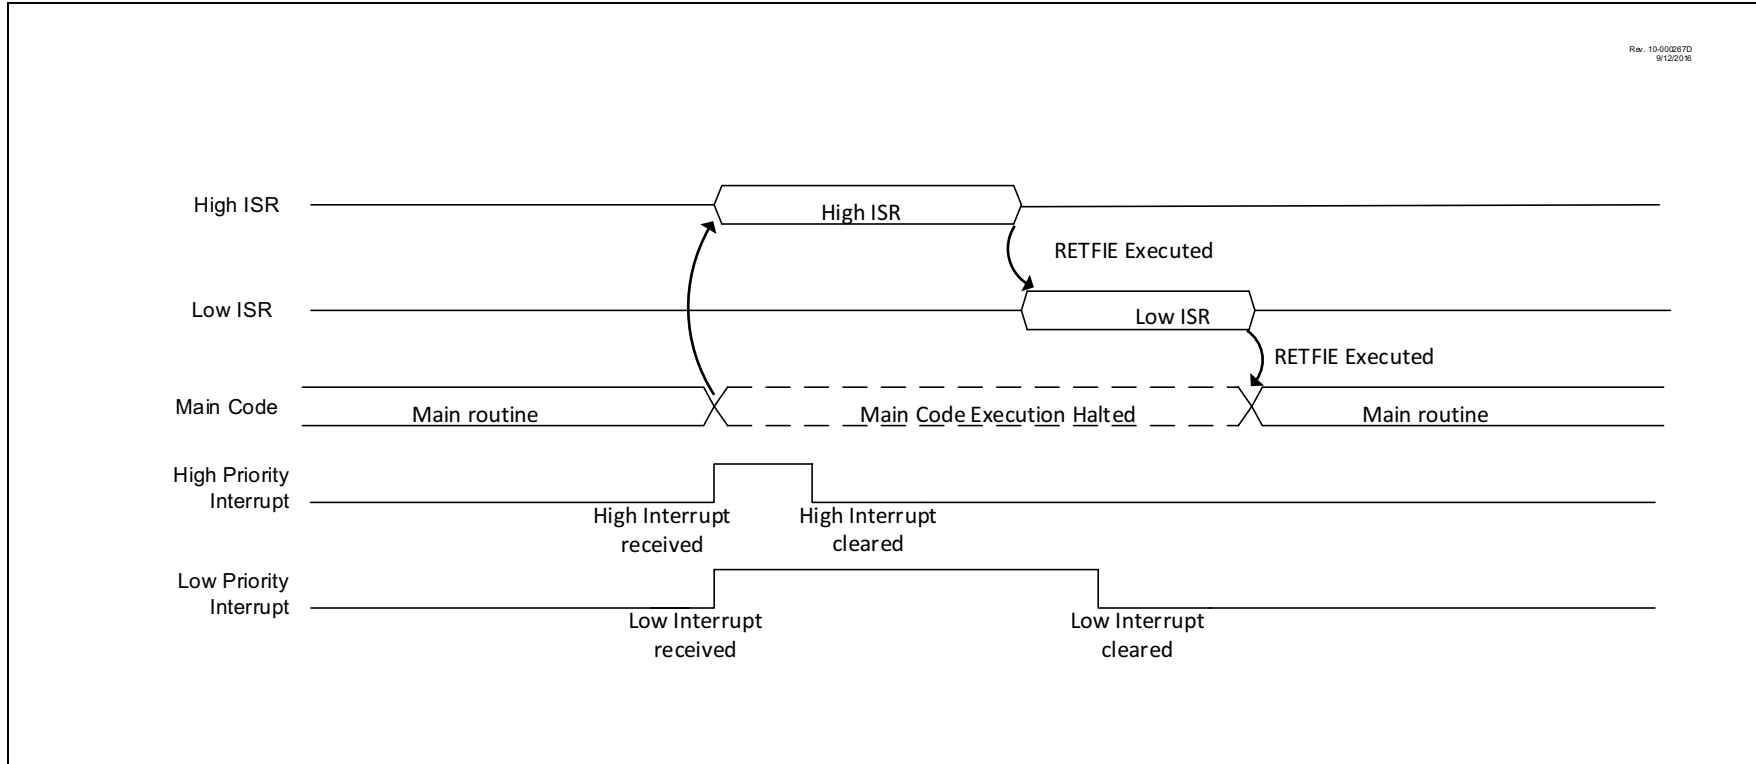 Rev. 10-000267D
9/12/2016
High ISR
High ISR
RETFIE Executed
Low ISR
Low ISR
RETFIE Executed
Main Code
Main routine
Main Code Execution Halted
Main routine
High Priority
Interrupt
High Interrupt
received
High Interrupt
cleared
Low Priority
Interrupt
Low Interrupt
received
Low Interrupt
cleared